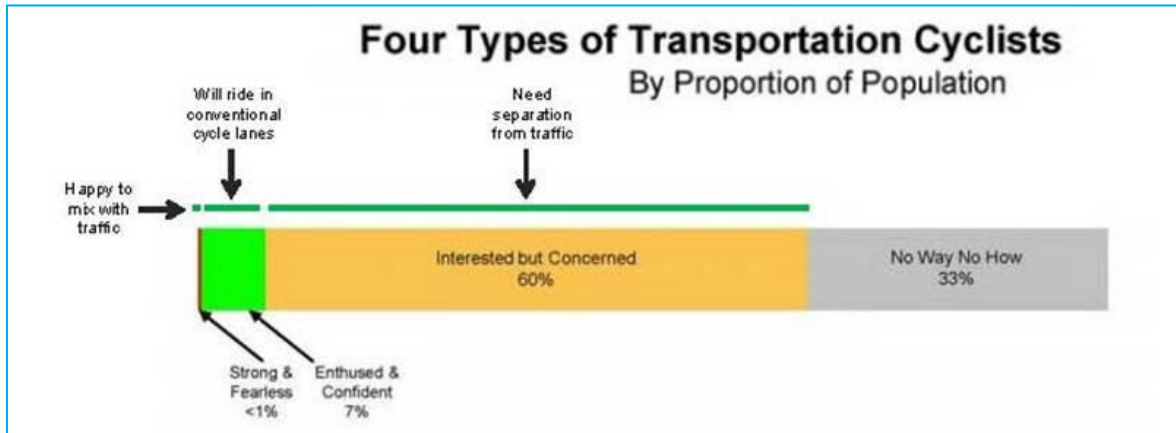 Four Types of Transportation Cyclists
By Proportion of Population
Will ride in
conventional
cycle lanes
Need
separation
from traffic
Happy to
mix with
traffic
Interested but Concerned
60%
No Way No How
33%
Strong &
Fearless
<1%
Enthused &
Confident
7%